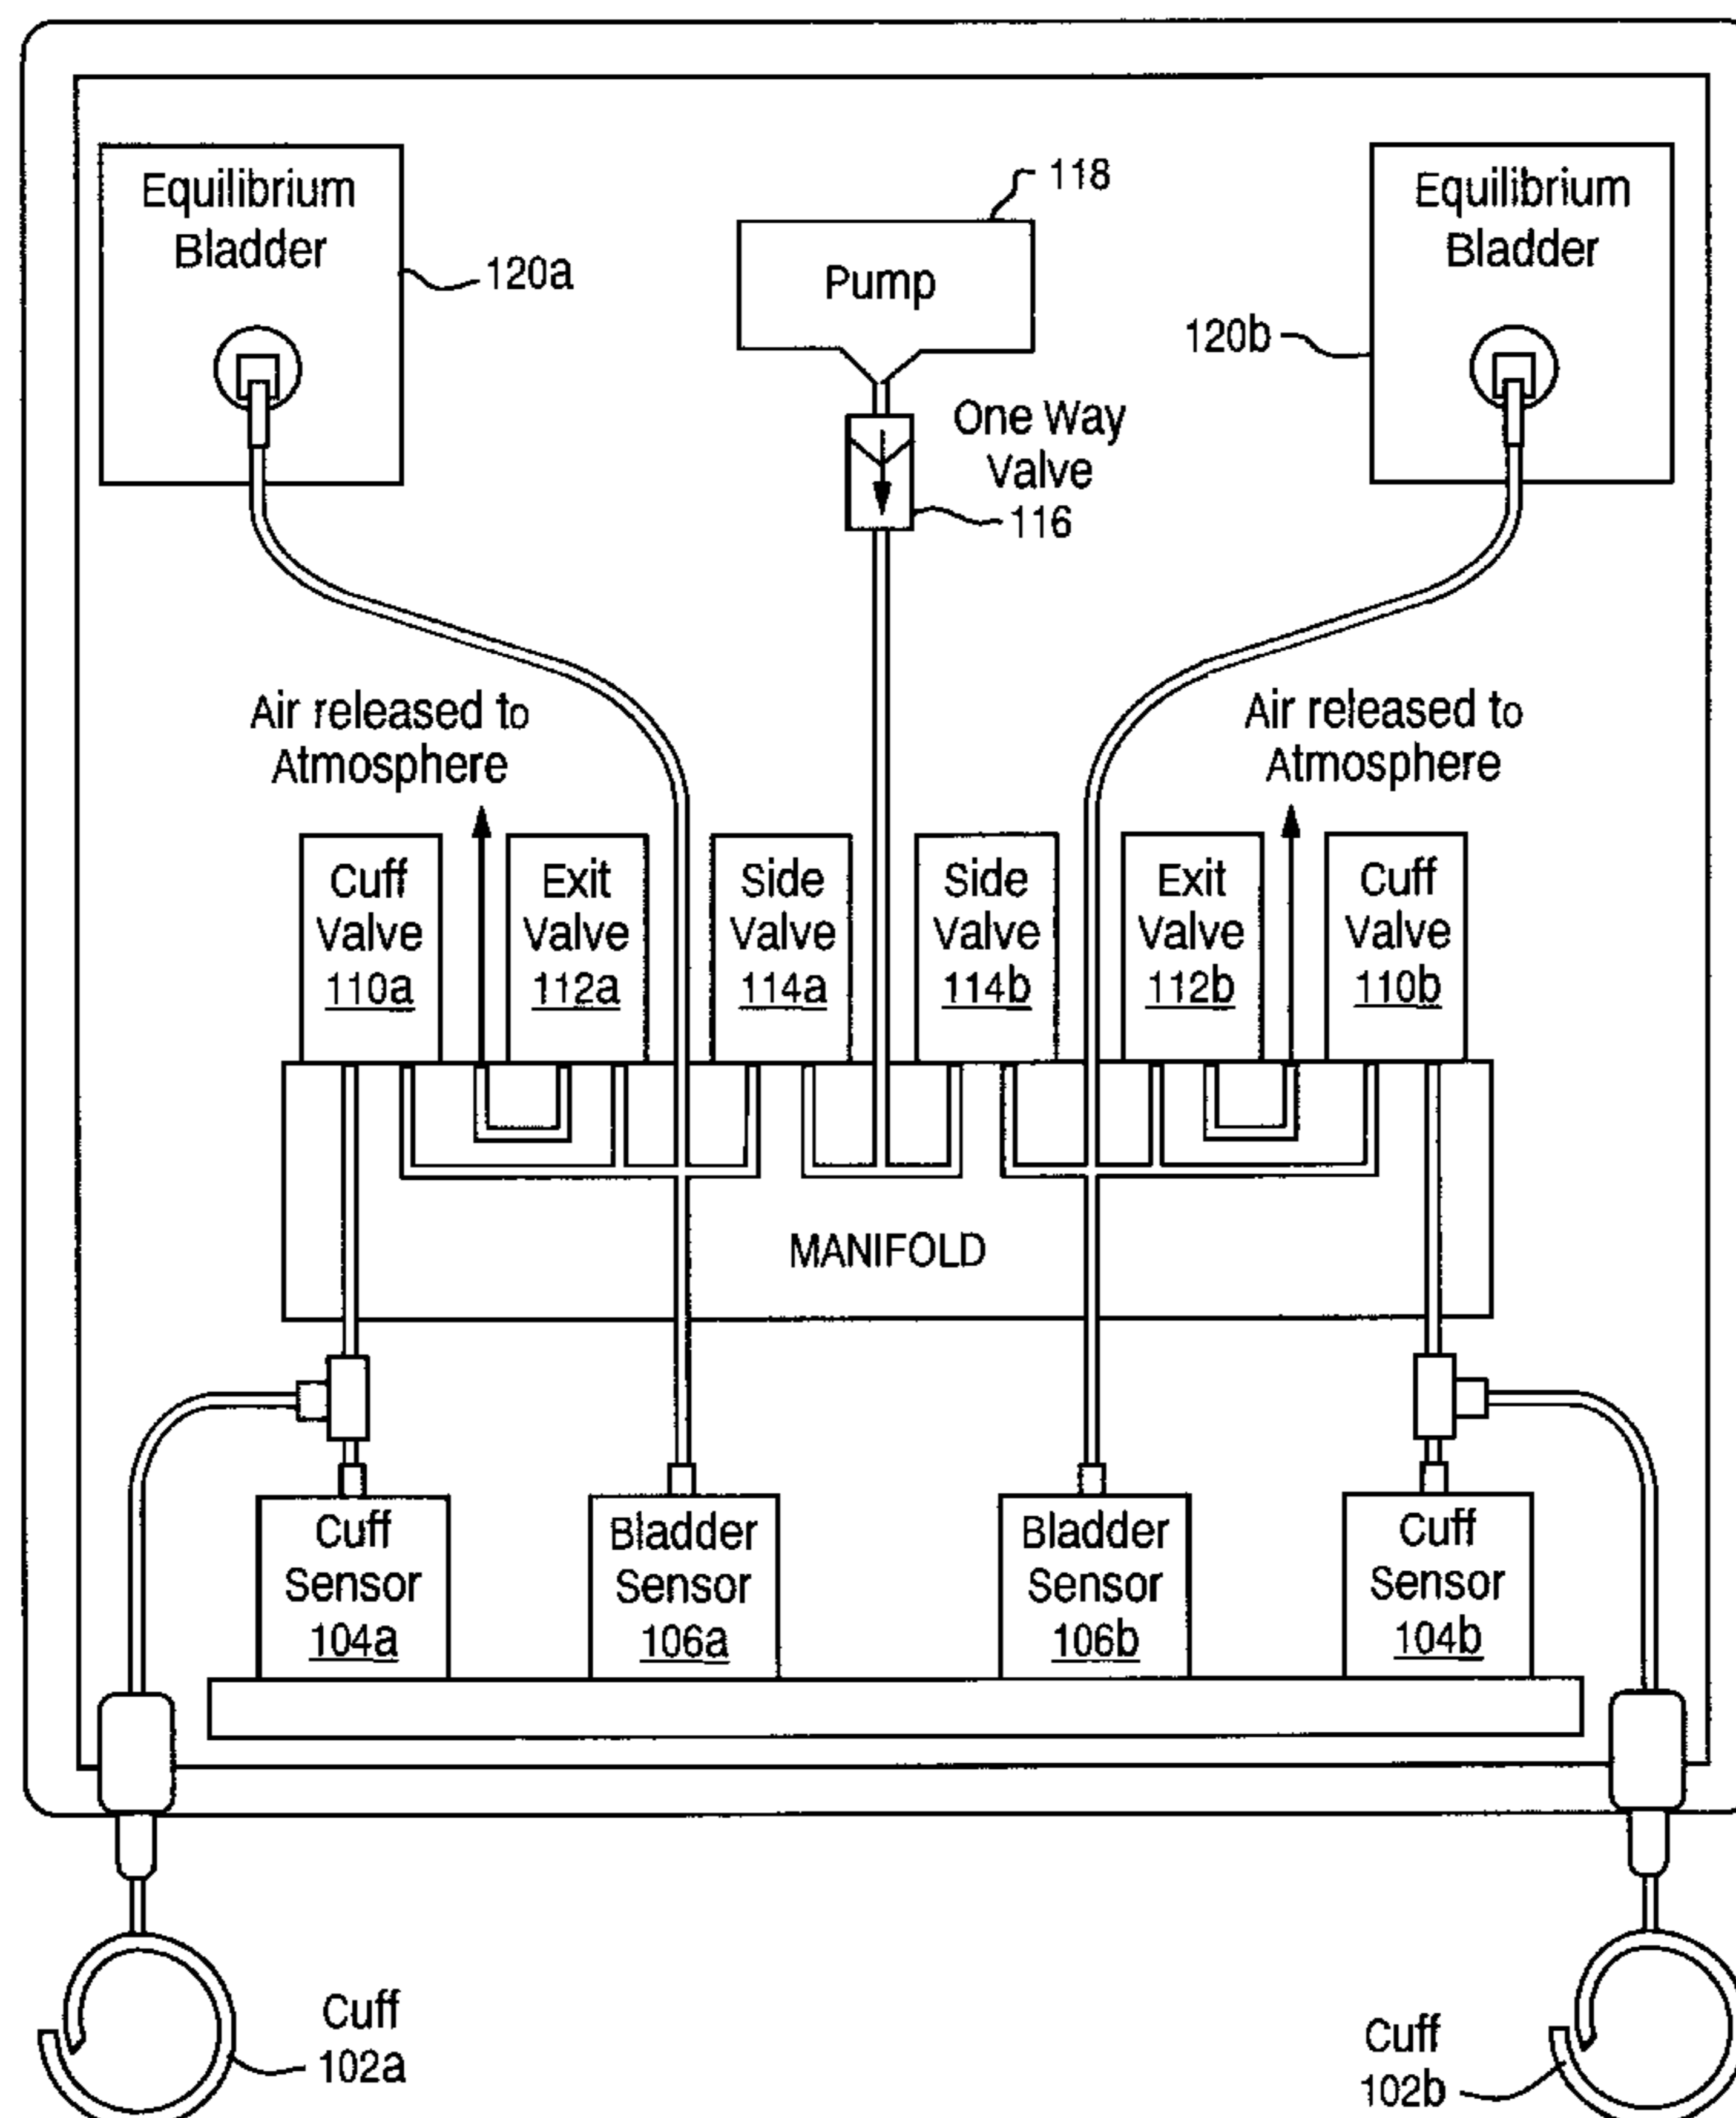 Equilibrium
Bladder
120a
118
Pump
Equilibrium
Bladder
120b
One Way
Valve
116
Air released to
Atmosphere
Air released to
Atmosphere
Cuff
Valve
110a
Exit
Valve
112a
Side
Valve
114a
Side
Valve
114b
Exit
Valve
112b
Cuff
Valve
110b
MANIFOLD
Cuff
Sensor
104a
Bladder
Sensor
106a
Bladder
Sensor
106b
Cuff
Sensor
104b
Cuff
102a
Cuff
102b